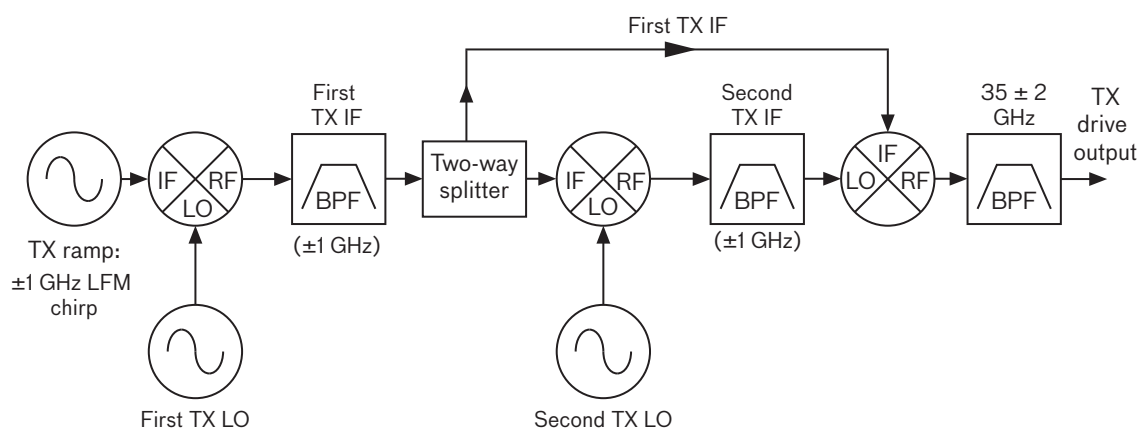 First TX IF
First
TX IF
Second
TX IF
35 ± 2
GHz
TX
drive
output
IF
RF
LO
BPF
Two-way
splitter
IF
RF
LO
BPF
IF
LO
RF
BPF
(±1 GHz)
(±1 GHz)
TX ramp:
±1 GHz LFM
chirp
First TX LO
Second TX LO